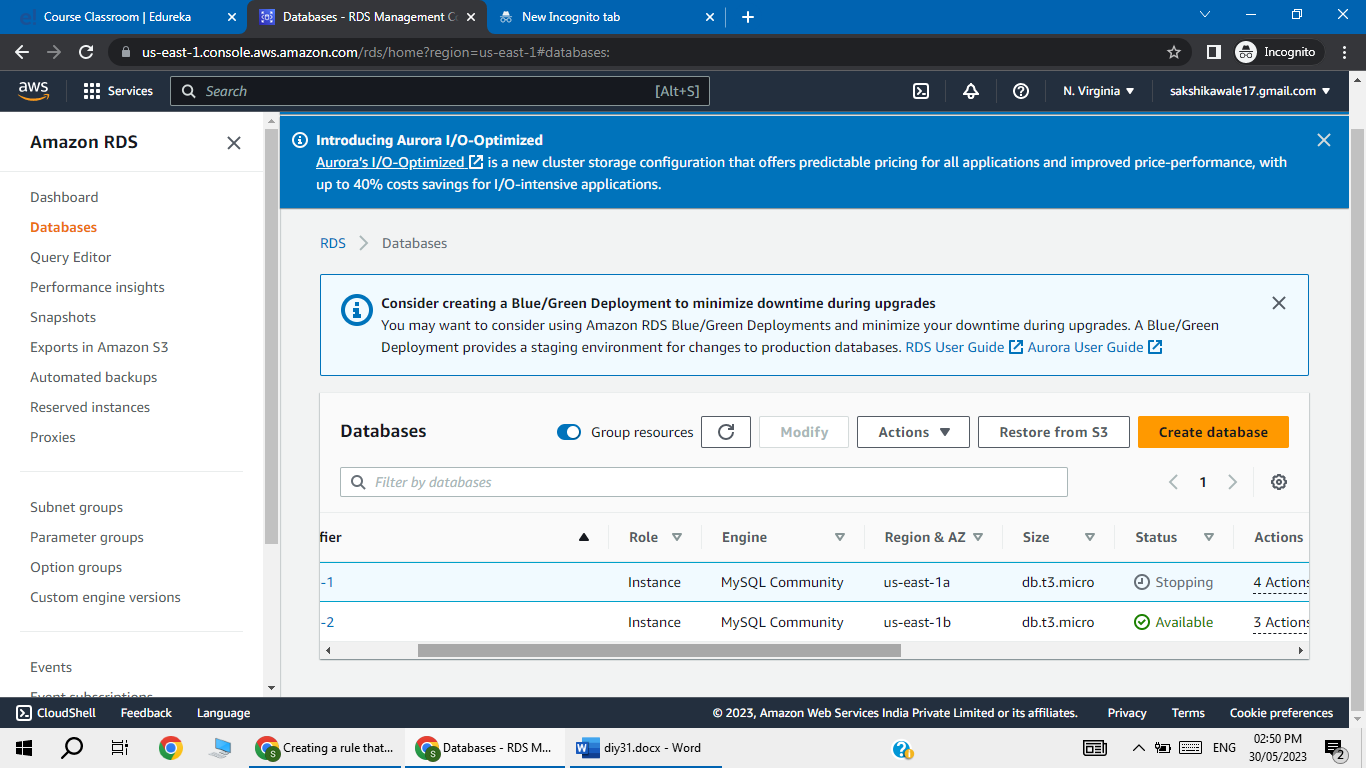 Course Classroom | Edureka
Databases - RDS Management Co
New Incognito tab
us-east-1.console.aws.amazon.com/rds/home?region=us-east-1#databases:
Incognito
aws
Services
Search
[Alt+S]
N. Virginia
sakshikawale17.gmail.com
Amazon RDS
Dashboard
Databases
Query Editor
Performance insights
Snapshots
Exports in Amazon S3
Automated backups
Reserved instances
Proxies
Subnet groups
Parameter groups
Option groups
Custom engine versions
Events
Event subscriptions
Introducing Aurora I/O-Optimized
Aurora's I/O-Optimized is a new cluster storage configuration that offers predictable pricing for all applications and improved price-performance, with
up to 40% costs savings for I/O-intensive applications.
RDS > Databases
Consider creating a Blue/Green Deployment to minimize downtime during upgrades
You may want to consider using Amazon RDS Blue/Green Deployments and minimize your downtime during upgrades. A Blue/Green
Deployment provides a staging environment for changes to production databases. RDS User Guide Aurora User Guide
Databases
Group resources
Modify
Actions
Restore from S3
Create database
Filter by databases
1
fier Role Engine Region & AZ Size Status Actions
-1 Instance MySQL Community us-east-1a db.t3.micro Stopping 4 Actions
-2 Instance MySQL Community us-east-1b db.t3.micro Available 3 Actions
CloudShell Feedback Language
© 2023, Amazon Web Services India Private Limited or its affiliates. Privacy Terms Cookie preferences
Creating a rule that...
Databases - RDS M...
diy31.docx - Word
ENG
02:50 PM
30/05/2023
2